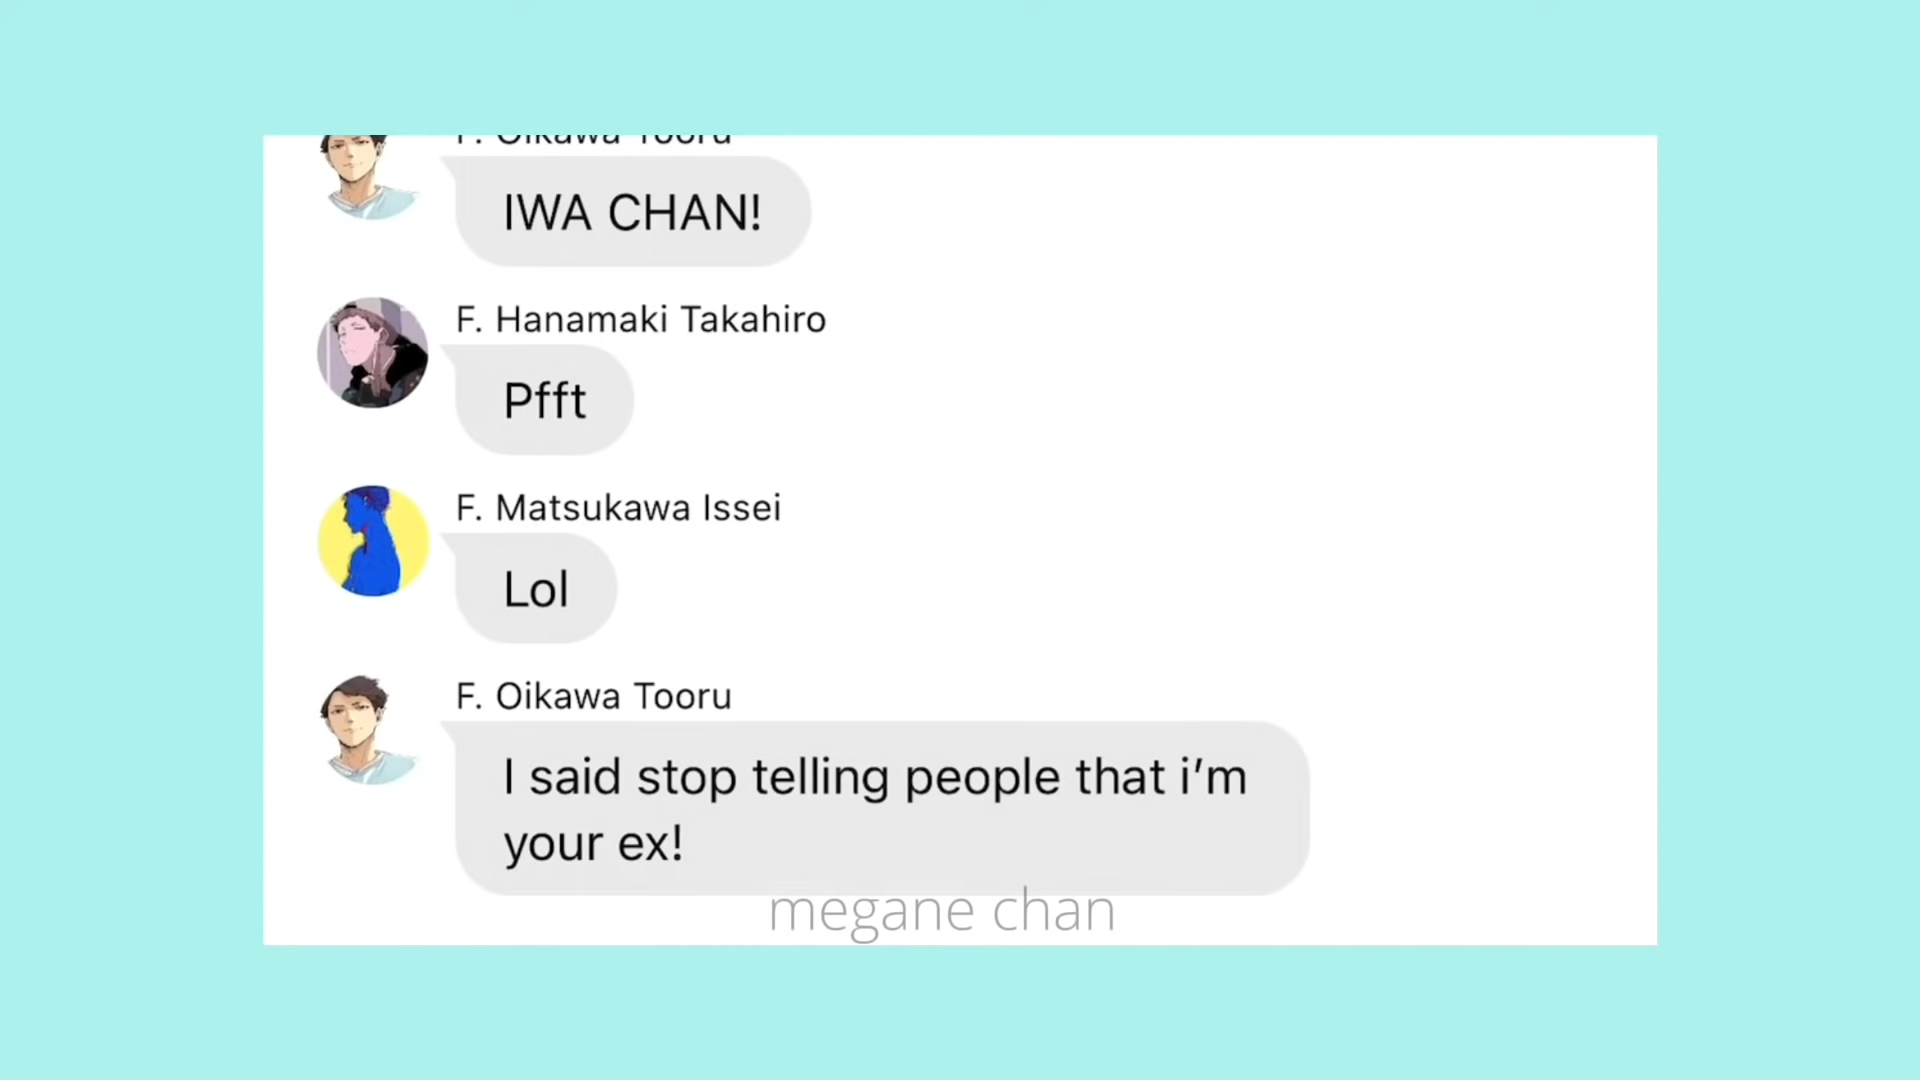 F. Oikawa Tooru
IWA CHAN!
F. Hanamaki Takahiro
Pfft
F. Matsukawa Issei
Lol
F. Oikawa Tooru
I said stop telling people that i’m
your ex!
megane chan